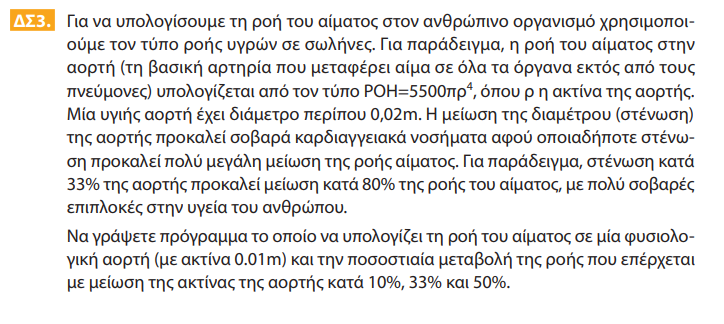 ΔΣ3. Για να υπολογίσουμε τη ροή του αίματος στον ανθρώπινο οργανισμό χρησιμοποι-
ούμε τον τύπο ροής υγρών σε σωλήνες. Για παράδειγμα, η ροή του αίματος στην
αορτή (τη βασική αρτηρία που μεταφέρει αίμα σε όλα τα όργανα εκτός από τους
πνεύμονες) υπολογίζεται από τον τύπο ΡΟΗ=5500πρ⁴, όπου ρ η ακτίνα της αορτής.
Μία υγιής αορτή έχει διάμετρο περίπου 0,02m. Η μείωση της διαμέτρου (στένωση)
της αορτής προκαλεί σοβαρά καρδιαγγειακά νοσήματα αφού οποιαδήποτε στένω-
ση προκαλεί πολύ μεγάλη μείωση της ροής αίματος. Για παράδειγμα, στένωση κατά
33% της αορτής προκαλεί μείωση κατά 80% της ροής του αίματος, με πολύ σοβαρές
επιπλοκές στην υγεία του ανθρώπου.
Να γράψετε πρόγραμμα το οποίο να υπολογίζει τη ροή του αίματος σε μία φυσιολο-
γική αορτή (με ακτίνα 0.01m) και την ποσοστιαία μεταβολή της ροής που επέρχεται
με μείωση της ακτίνας της αορτής κατά 10%, 33% και 50%.